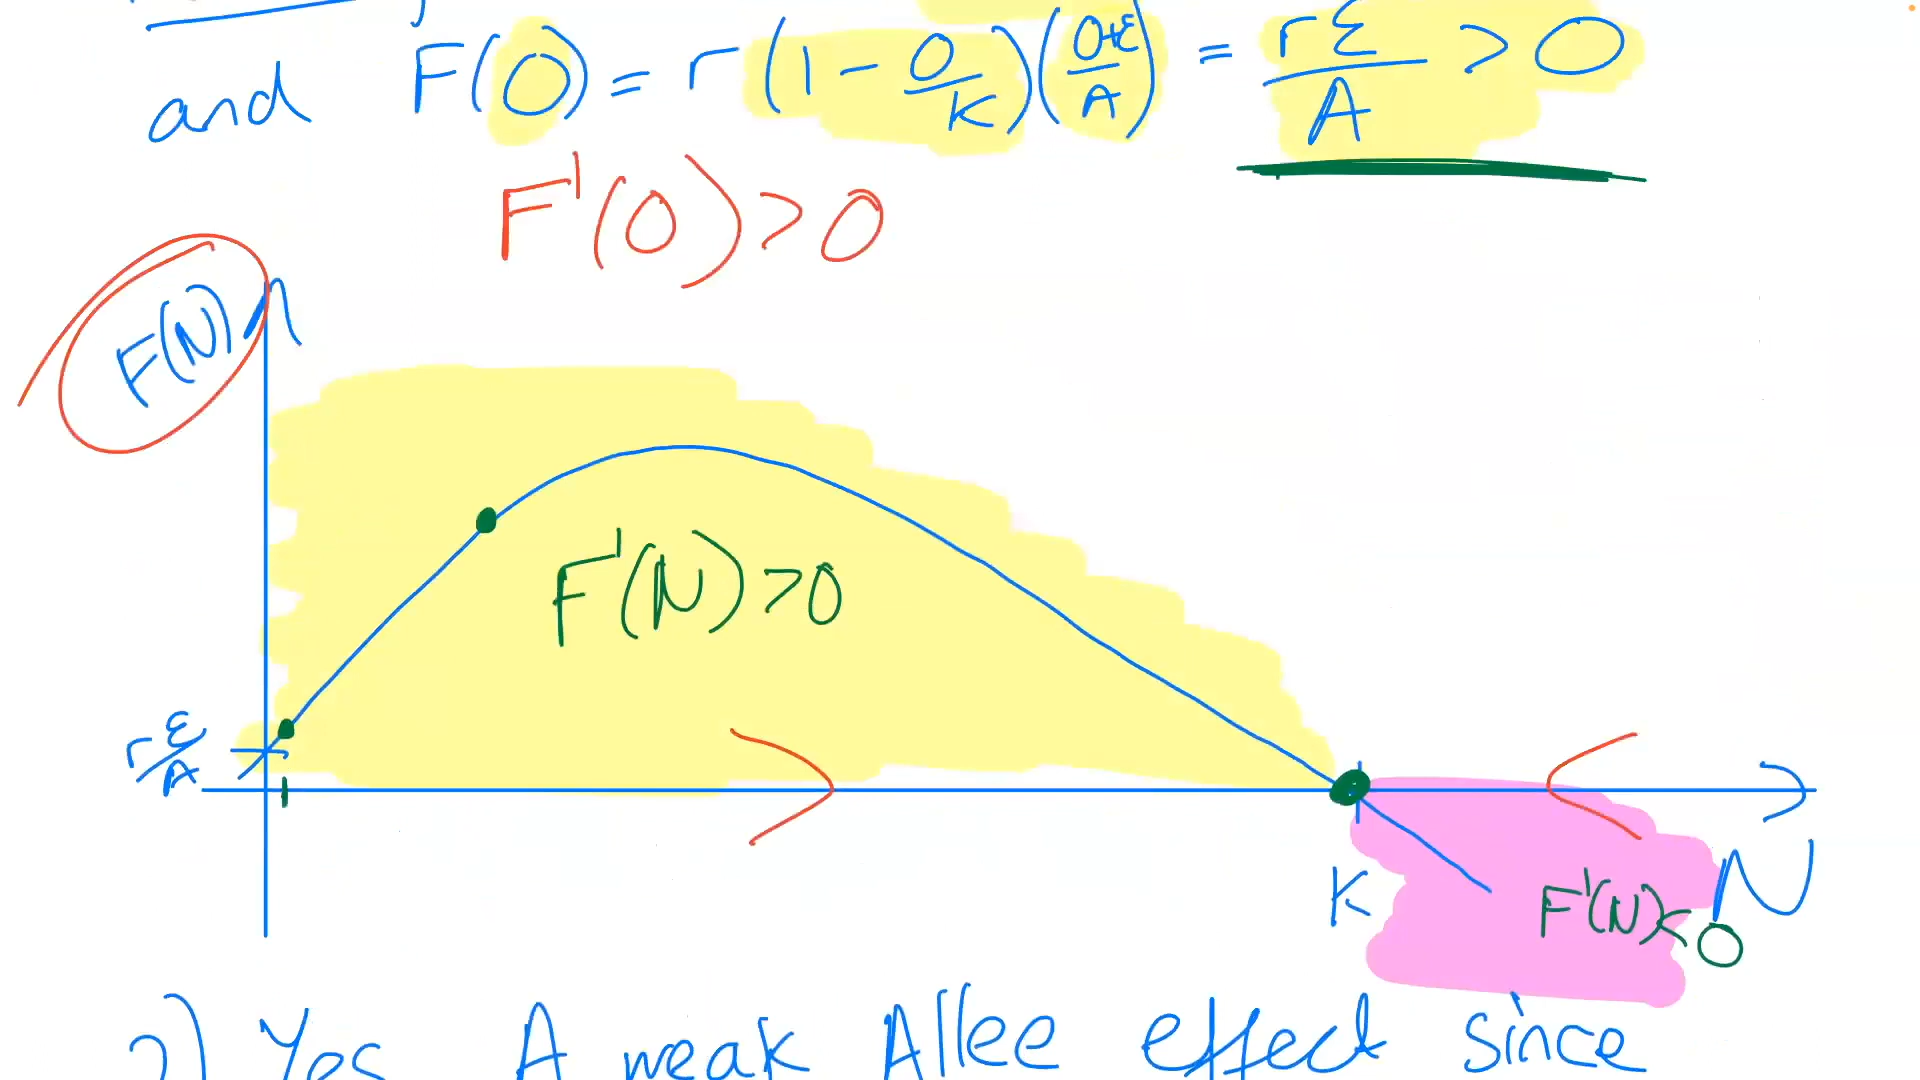 and F(0) = r(1 - 0/K)(0+ε/A) = rε/A > 0
F'(0) > 0
F(N)
F'(N) > 0
rε/A
K
N
F'(N) < 0
2) Yes A weak Allee effect since